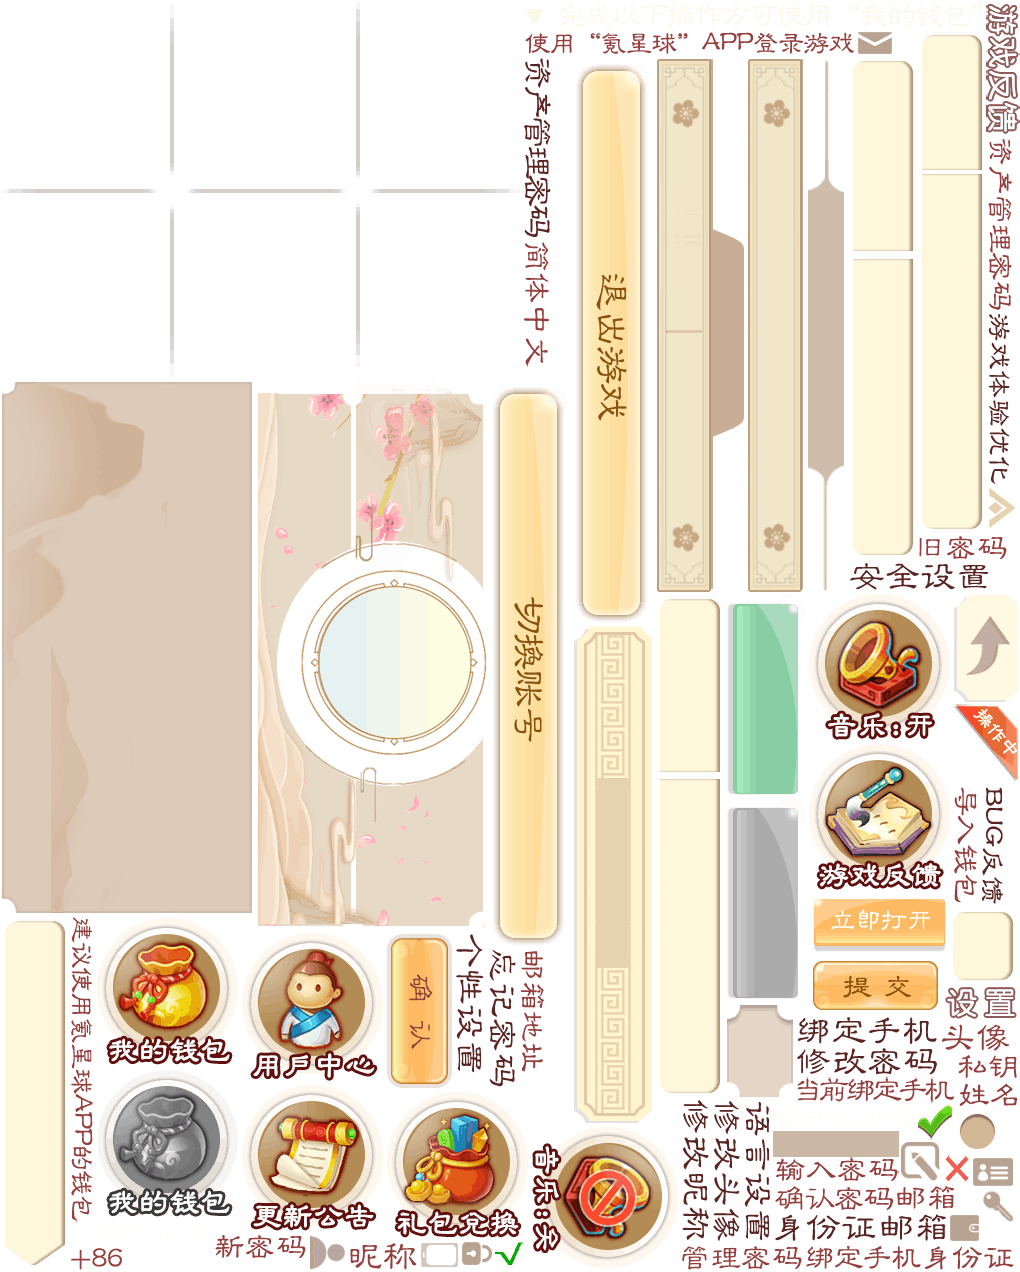 ▼ 完成以下操作方可使用“我的钱包”
使用“氪星球”APP登录游戏
游戏反馈
资产管理密码
资产管理密码
简体中文
游戏体验优化
退出游戏
旧密码
安全设置
切换账号
音乐:开
操作中
BUG反馈
导入钱包
游戏反馈
立即打开
提交
设置
建议使用氪星球APP的钱包
我的钱包
用户中心
确认
个性设置
忘记密码
邮箱地址
绑定手机
头像
修改密码
私钥
当前绑定手机
姓名
我的钱包
更新公告
礼包兑换
音乐:关
修改昵称
修改头像
语言设置
输入密码
确认密码
邮箱
身份证
邮箱
新密码
昵称
+86
管理密码
绑定手机
身份证